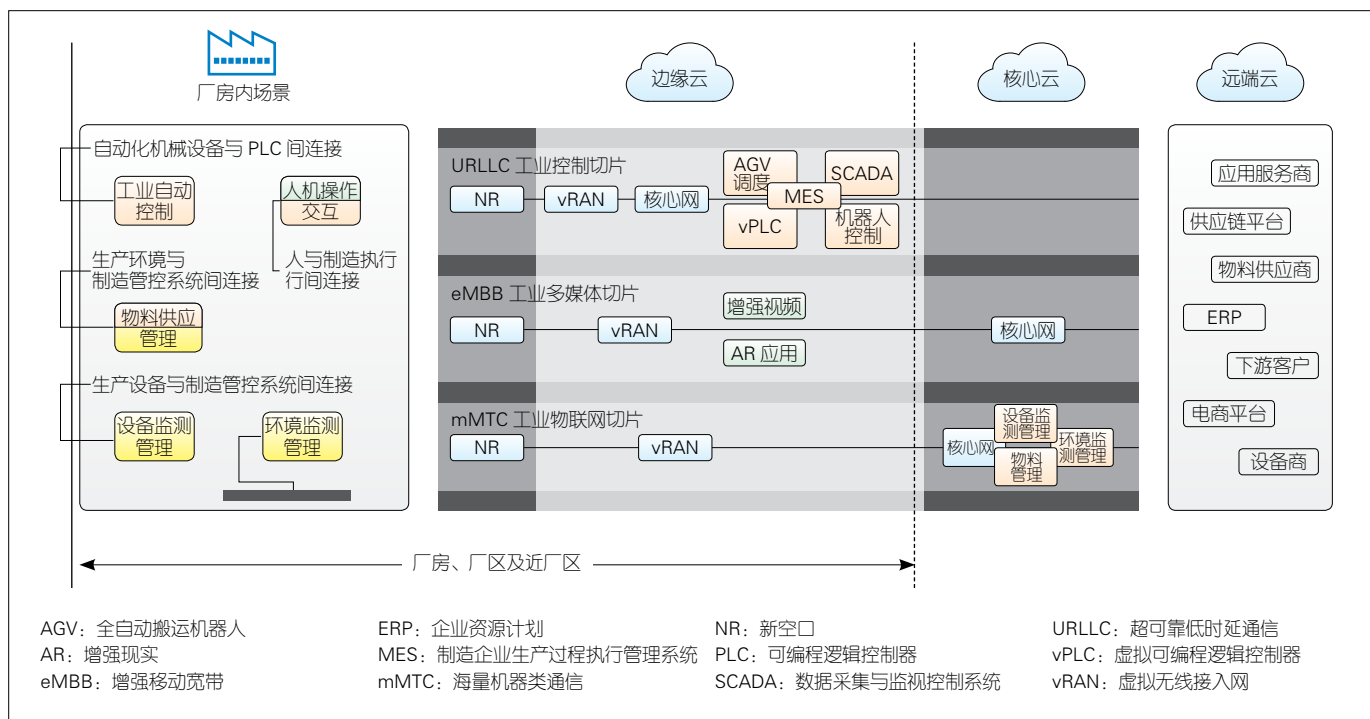 厂房内场景
边缘云
核心云
远端云
自动化机械设备与 PLC 间连接
工业自动
控制
人机操作
交互
生产环境与
制造管控系统间连接
人与制造执行
行间连接
物料供应
管理
生产设备与制造管控系统间连接
设备监测
管理
环境监测
管理
URLLC 工业控制切片
NR
vRAN
核心网
AGV
调度
SCADA
MES
vPLC
机器人
控制
eMBB 工业多媒体切片
NR
vRAN
增强视频
AR 应用
核心网
mMTC 工业物联网切片
NR
vRAN
核心网
设备监
测管理
环境监
测管理
物料
管理
应用服务商
供应链平台
物料供应商
ERP
下游客户
电商平台
设备商
厂房、厂区及近厂区
AGV：全自动搬运机器人
ERP：企业资源计划
NR：新空口
URLLC：超可靠低时延通信
AR：增强现实
MES：制造企业生产过程执行管理系统
PLC：可编程逻辑控制器
vPLC：虚拟可编程逻辑控制器
eMBB：增强移动宽带
mMTC：海量机器类通信
SCADA：数据采集与监视控制系统
vRAN：虚拟无线接入网